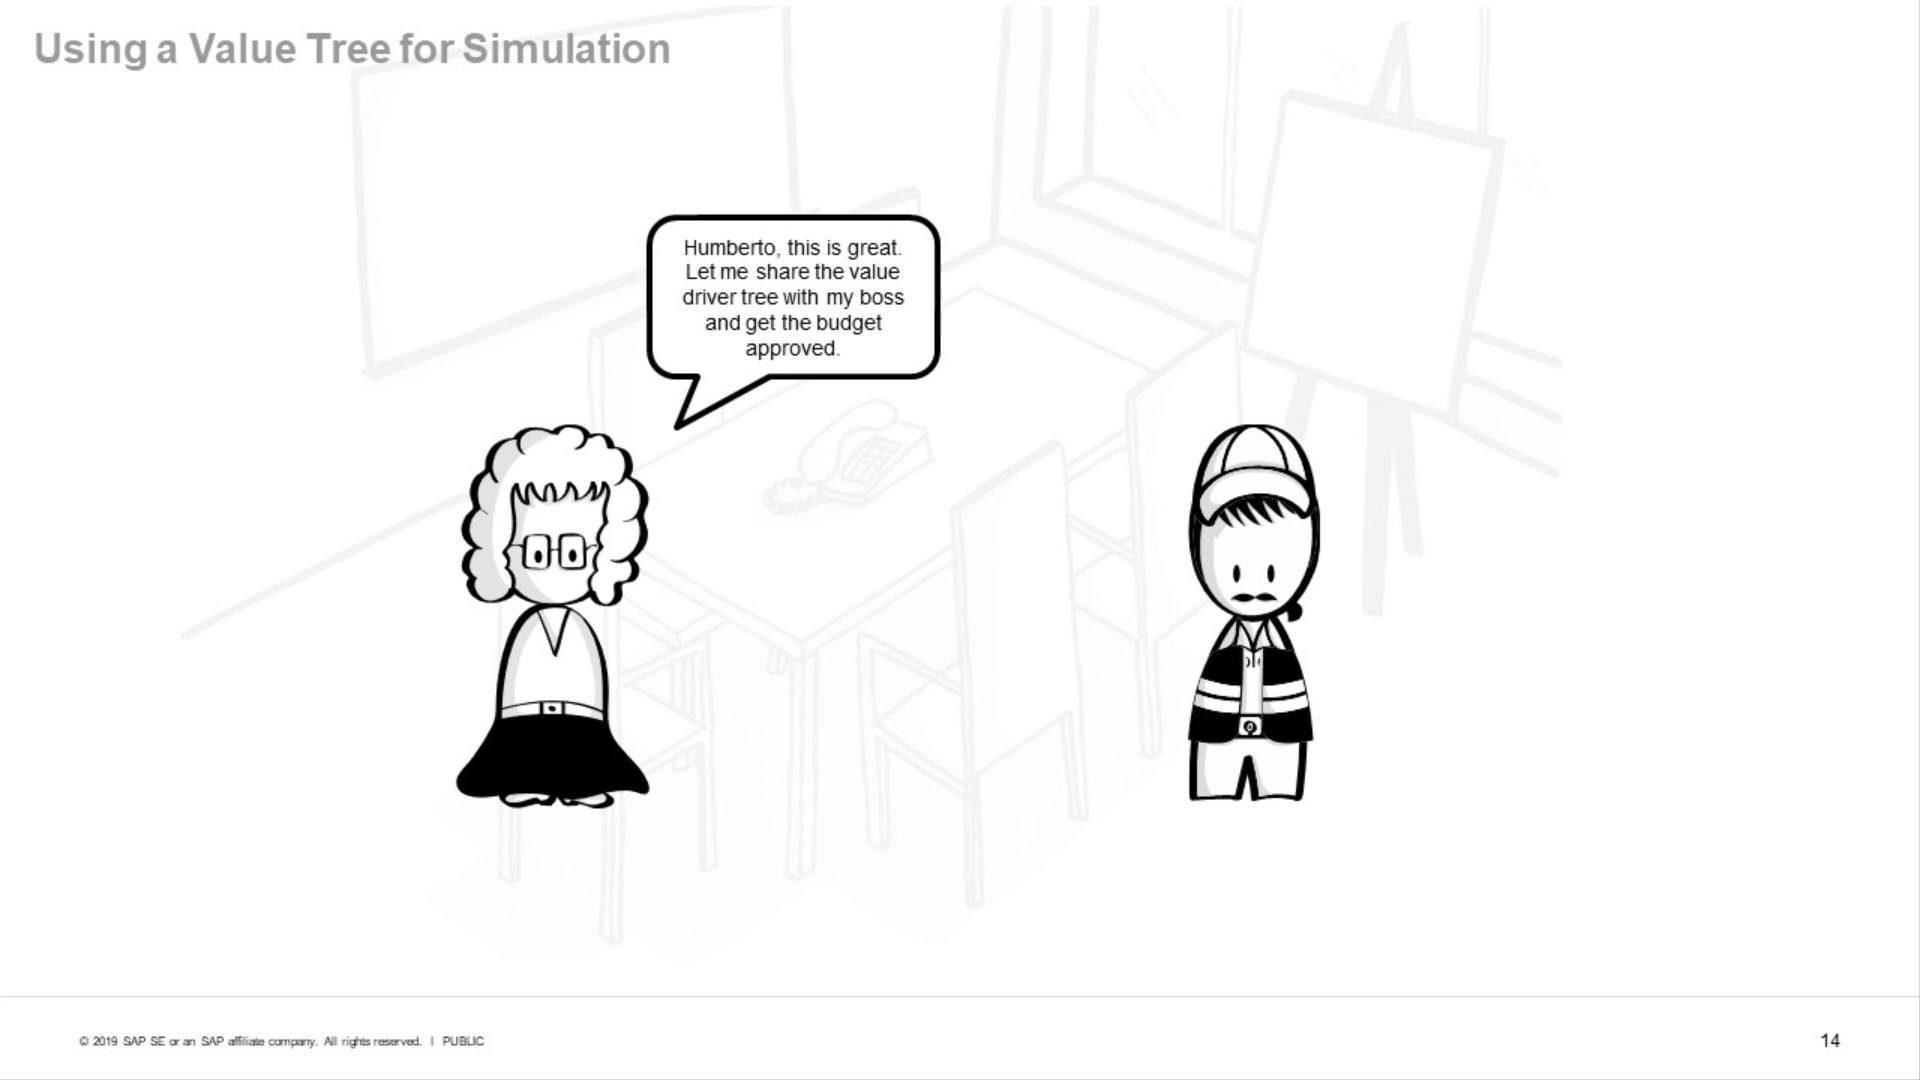 Using a Value Tree for Simulation
Humberto, this is great.
Let me share the value
driver tree with my boss
and get the budget
approved.
© 2019 SAP SE or an SAP affiliate company. All rights reserved. I PUBLIC
14